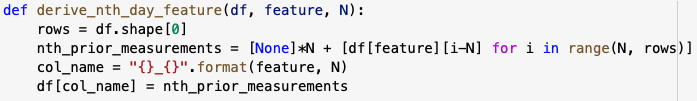 def derive_nth_day_feature(df, feature, N):
    rows = df.shape[0]
    nth_prior_measurements = [None]*N + [df[feature][i-N] for i in range(N, rows)]
    col_name = "{}_{}".format(feature, N)
    df[col_name] = nth_prior_measurements